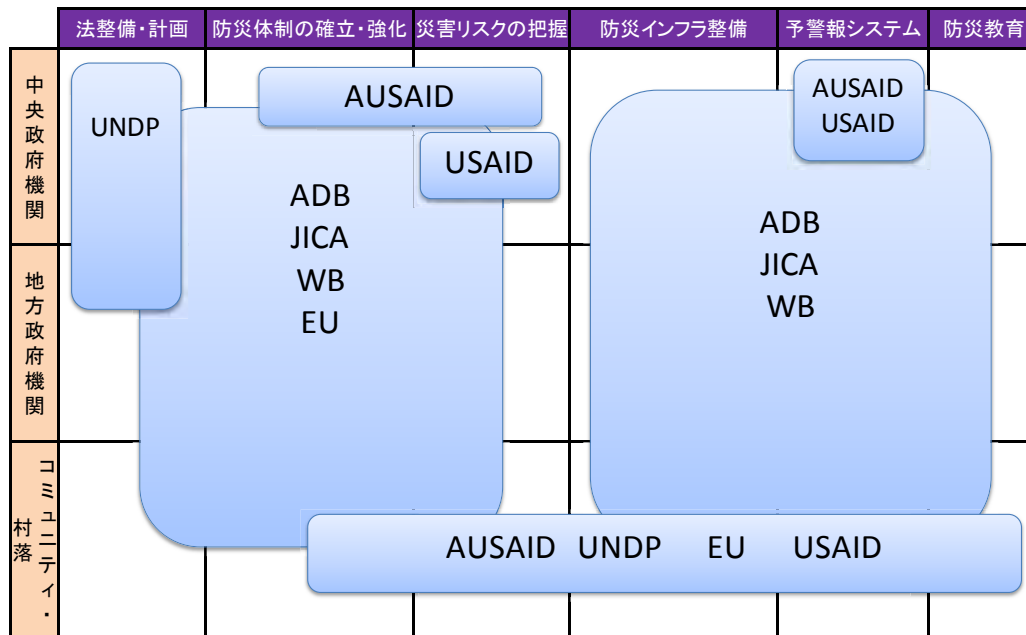 法整備・計画
防災体制の確立・強化
災害リスクの把握
防災インフラ整備
予警報システム
防災教育
中央政府機関
UNDP
AUSAID
USAID
AUSAID
USAID
ADB
JICA
WB
EU
ADB
JICA
WB
地方政府機関
コミュニティ・
村落
AUSAID UNDP EU USAID